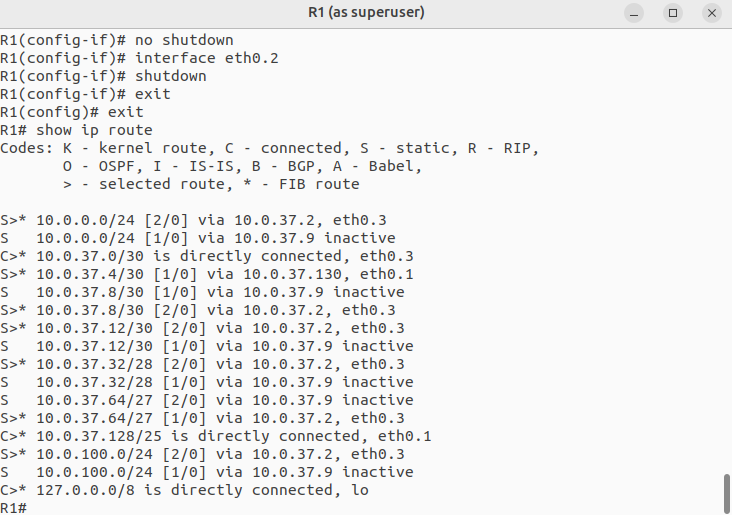 R1 (as superuser)
R1(config-if)# no shutdown
R1(config-if)# interface eth0.2
R1(config-if)# shutdown
R1(config-if)# exit
R1(config)# exit
R1# show ip route
Codes: K - kernel route, C - connected, S - static, R - RIP,
       O - OSPF, I - IS-IS, B - BGP, A - Babel,
       > - selected route, * - FIB route

S>* 10.0.0.0/24 [2/0] via 10.0.37.2, eth0.3
S   10.0.0.0/24 [1/0] via 10.0.37.9 inactive
C>* 10.0.37.0/30 is directly connected, eth0.3
S>* 10.0.37.4/30 [1/0] via 10.0.37.130, eth0.1
S   10.0.37.8/30 [1/0] via 10.0.37.9 inactive
S>* 10.0.37.8/30 [2/0] via 10.0.37.2, eth0.3
S>* 10.0.37.12/30 [2/0] via 10.0.37.2, eth0.3
S   10.0.37.12/30 [1/0] via 10.0.37.9 inactive
S>* 10.0.37.32/28 [2/0] via 10.0.37.2, eth0.3
S   10.0.37.32/28 [1/0] via 10.0.37.9 inactive
S   10.0.37.64/27 [2/0] via 10.0.37.9 inactive
S>* 10.0.37.64/27 [1/0] via 10.0.37.2, eth0.3
C>* 10.0.37.128/25 is directly connected, eth0.1
S>* 10.0.100.0/24 [2/0] via 10.0.37.2, eth0.3
S   10.0.100.0/24 [1/0] via 10.0.37.9 inactive
C>* 127.0.0.0/8 is directly connected, lo
R1#